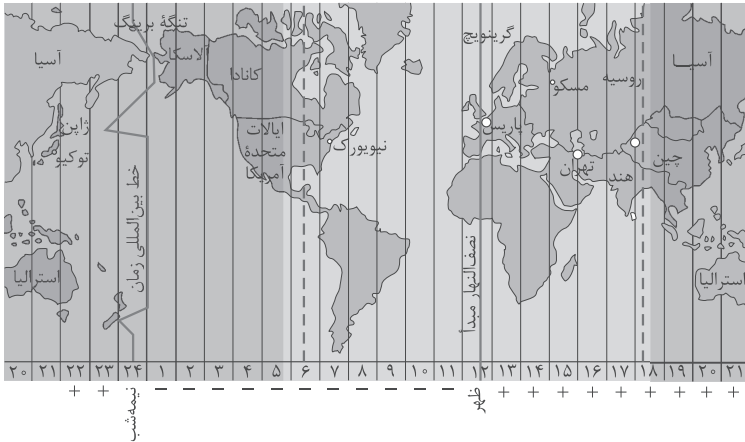 تنگهٔ برینگ
گرینویچ
آسیا
آلاسکا
کانادا
روسیه
مسکو
آسیا
ژاپن
توکیو
ایالات
متحدهٔ
آمریکا
نیویورک
پاریس
تهران
هند
چین
خط بین‌المللی زمان
نصف‌النهار مبدأ
استرالیا
استرالیا
۲۰ ۲۱ ۲۲ ۲۳ ۲۴ ۱ ۲ ۳ ۴ ۵ ۶ ۷ ۸ ۹ ۱۰ ۱۱ ۱۲ ۱۳ ۱۴ ۱۵ ۱۶ ۱۷ ۱۸ ۱۹ ۲۰ ۲۱
+ + نیمه‌شب − − − − − − − − − − − ظهر + + + + + + + + +